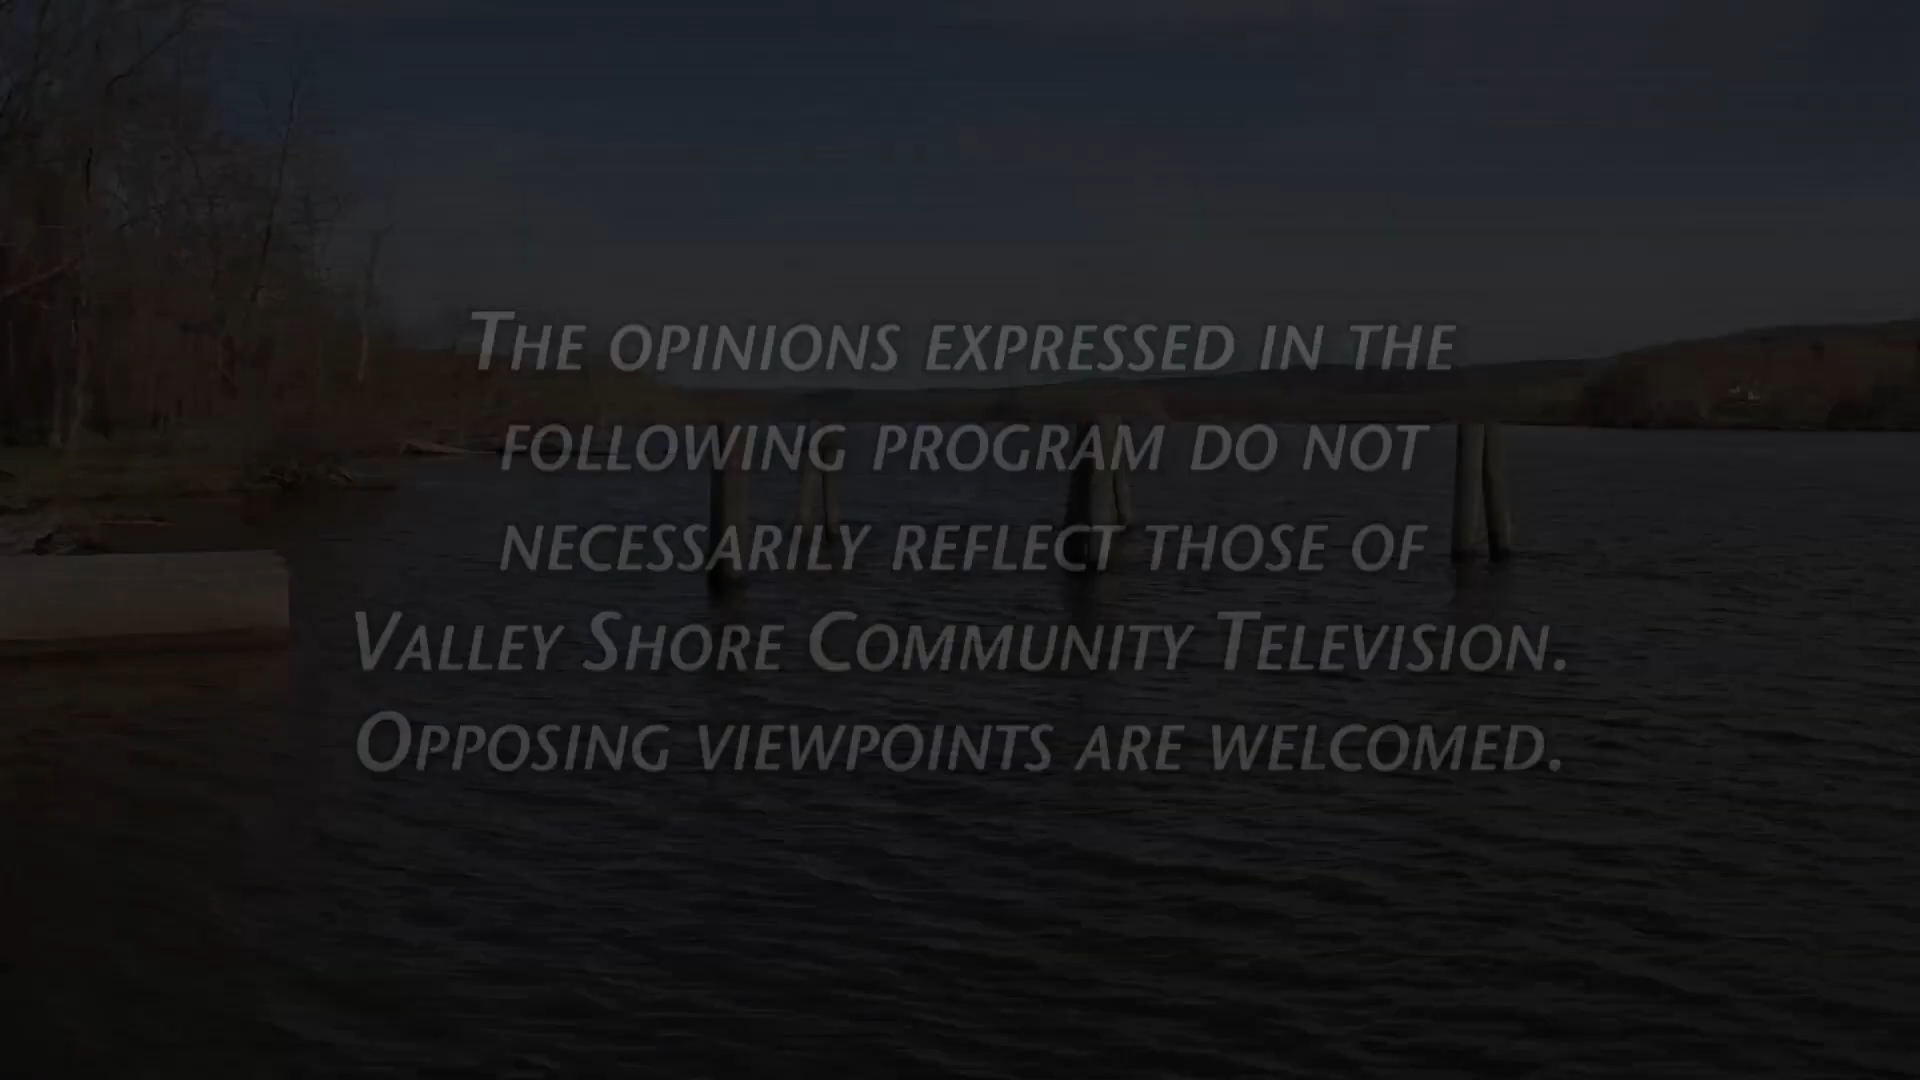 The opinions expressed in the
following program do not
necessarily reflect those of
Valley Shore Community Television.
Opposing viewpoints are welcomed.